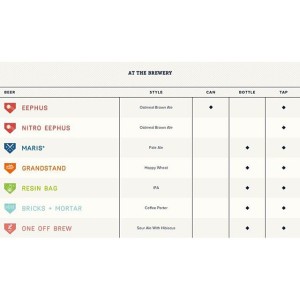 AT THE BREWERY
BEER STYLE CAN BOTTLE TAP
EEPHUS Oatmeal Brown Ale
NITRO EEPHUS Oatmeal Brown Ale
MARIS* Pale Ale
GRANDSTAND Hoppy Wheat
RESIN BAG IPA
BRICKS + MORTAR Coffee Porter
ONE OFF BREW Sour Ale With Hibiscus